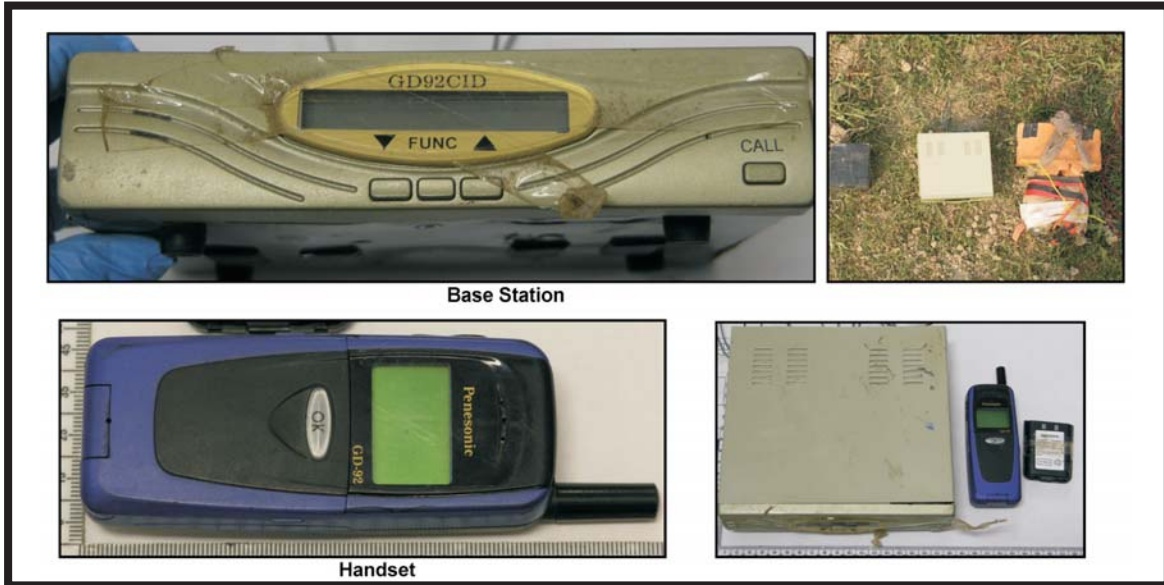 GD92CID
FUNC
CALL
Base Station
OK
Penesonic
GD-92
Handset